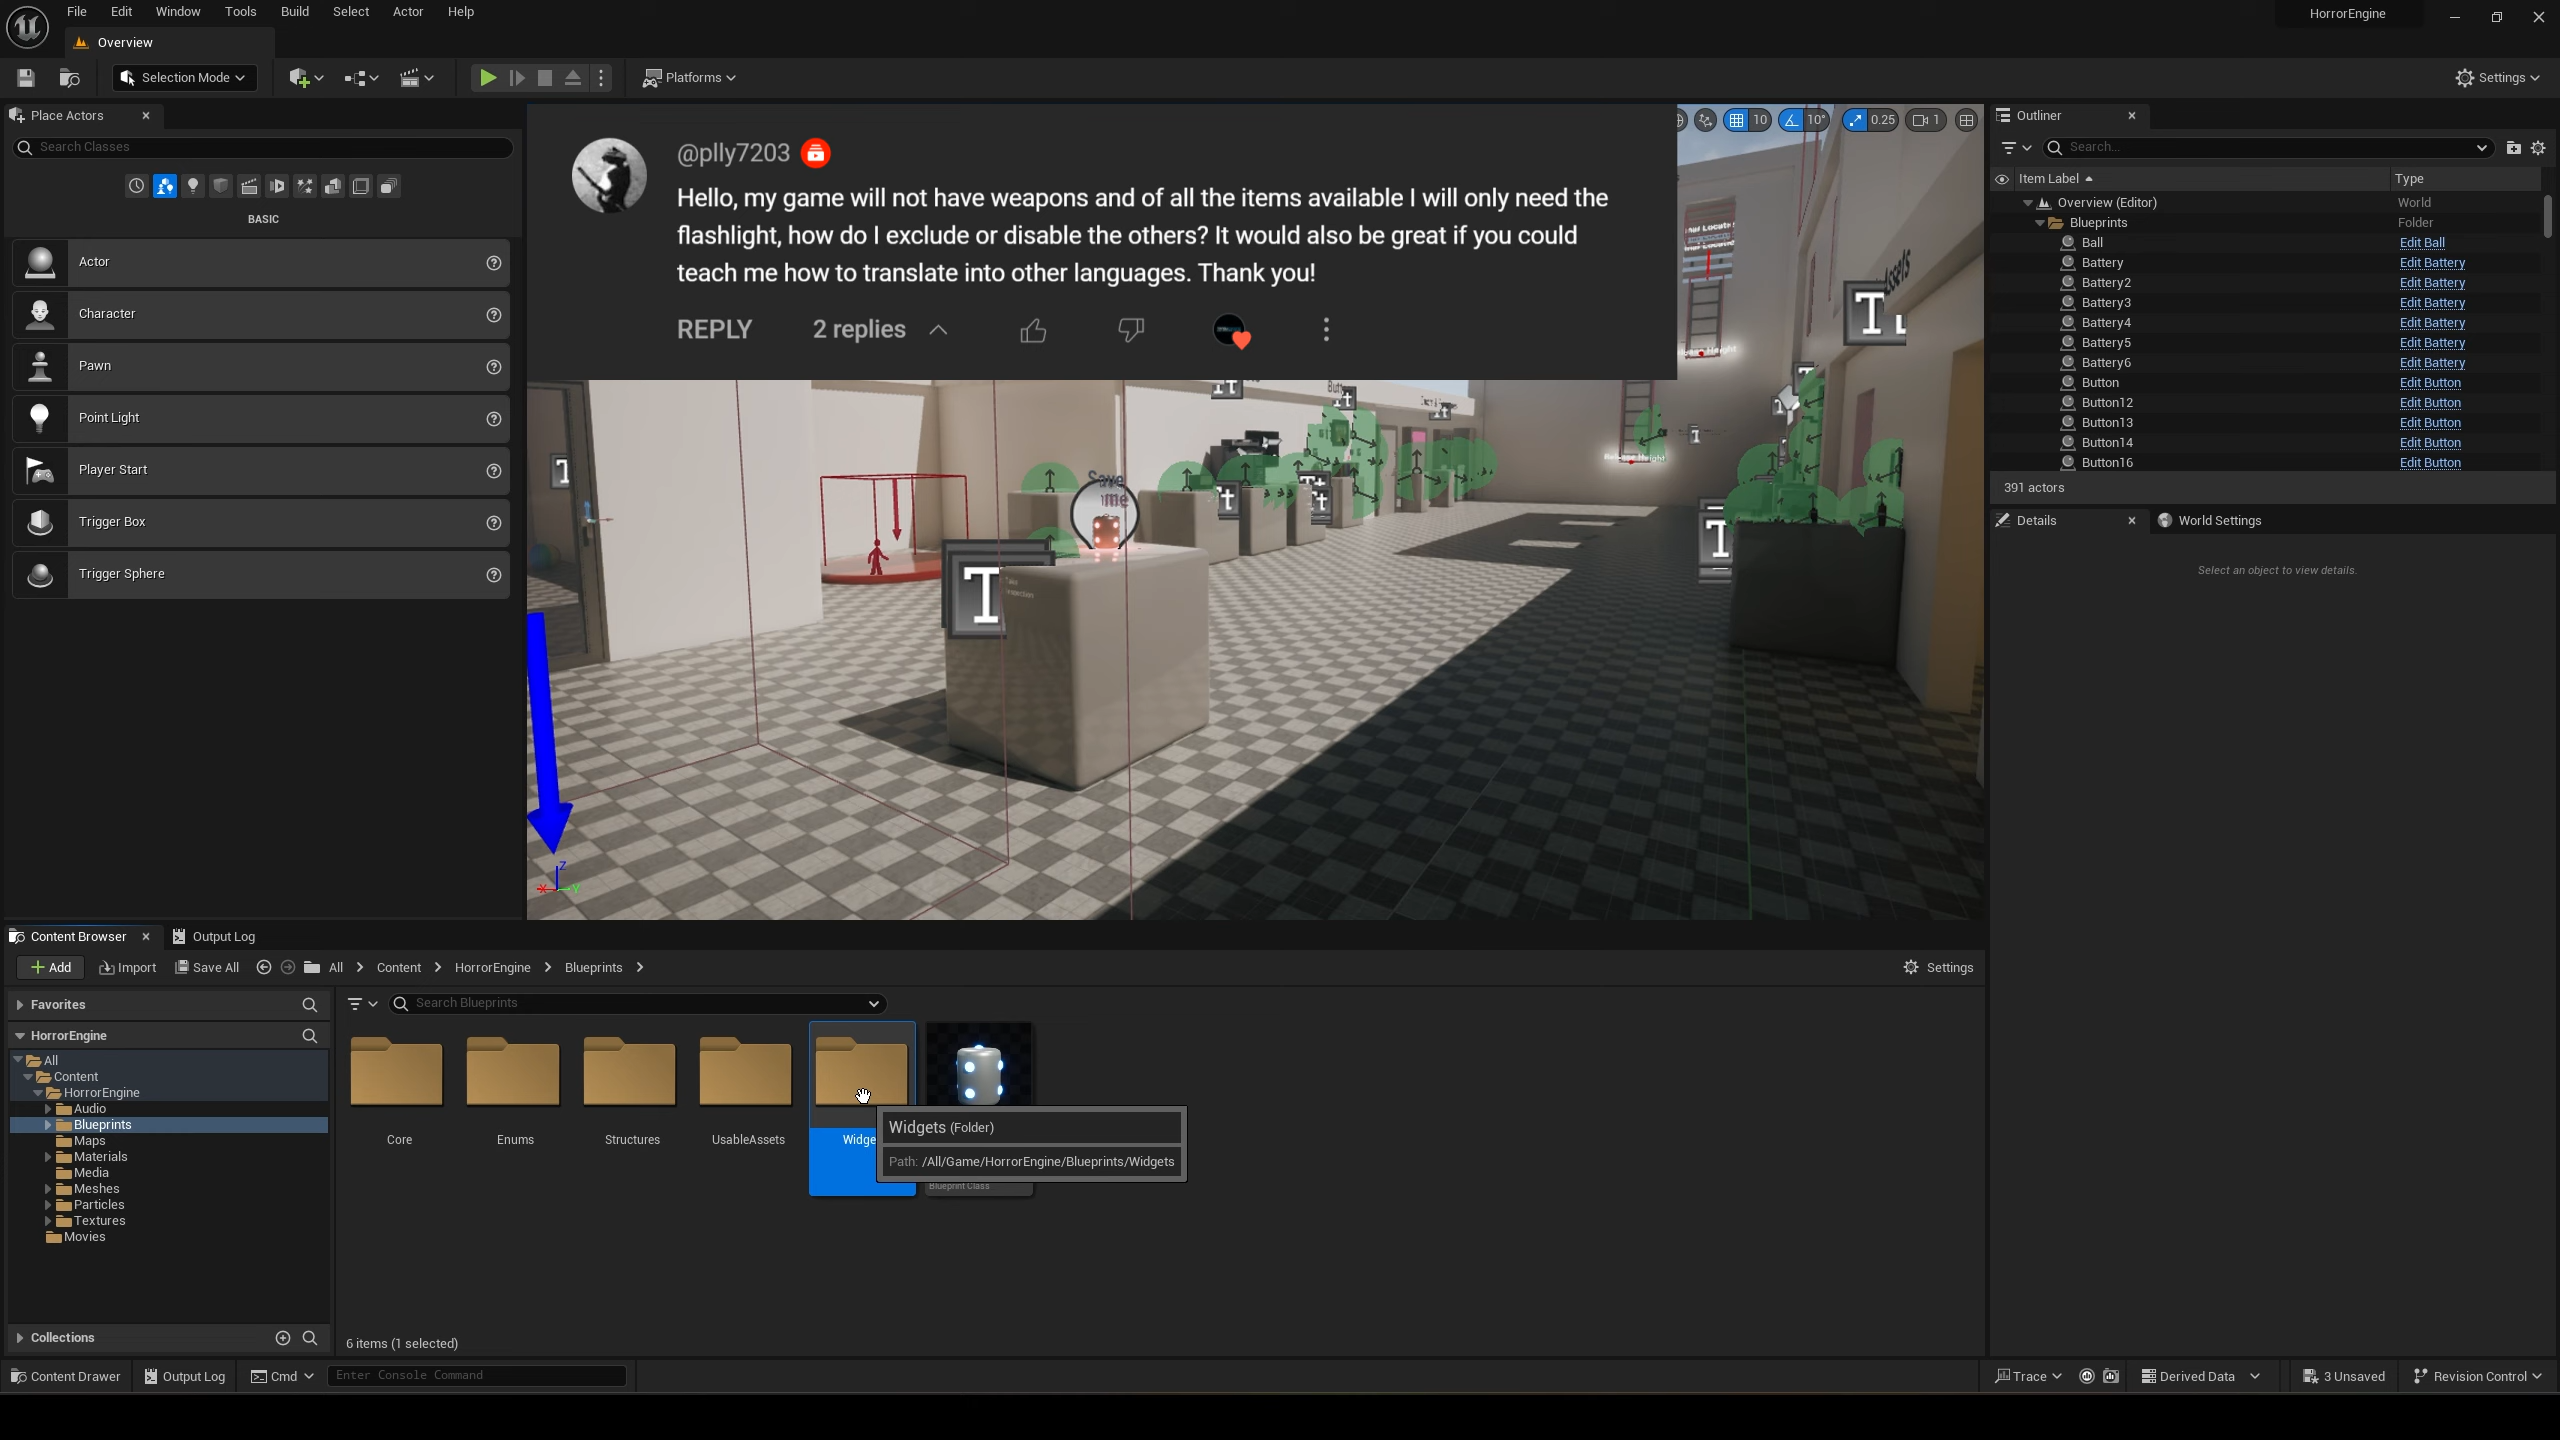 File Edit Window Tools Build Select Actor Help
HorrorEngine
Overview
Selection Mode
Platforms
Settings
Place Actors
Search Classes
BASIC
Actor
Character
Pawn
Point Light
Player Start
Trigger Box
Trigger Sphere
10
10°
0.25
1
@plly7203
Hello, my game will not have weapons and of all the items available I will only need the
flashlight, how do I exclude or disable the others? It would also be great if you could
teach me how to translate into other languages. Thank you!
REPLY
2 replies
Save
Outliner
Search...
Item Label
Type
Overview (Editor) World
Blueprints Folder
Ball Edit Ball
Battery Edit Battery
Battery2 Edit Battery
Battery3 Edit Battery
Battery4 Edit Battery
Battery5 Edit Battery
Battery6 Edit Battery
Button Edit Button
Button12 Edit Button
Button13 Edit Button
Button14 Edit Button
Button16 Edit Button
391 actors
Details
World Settings
Select an object to view details.
Content Browser
Output Log
Add
Import
Save All
All
Content
HorrorEngine
Blueprints
Settings
Favorites
HorrorEngine
All
Content
HorrorEngine
Audio
Blueprints
Maps
Materials
Media
Meshes
Particles
Textures
Movies
Collections
Search Blueprints
Core
Enums
Structures
UsableAssets
Widge
Widgets (Folder)
Path: /All/Game/HorrorEngine/Blueprints/Widgets
Blueprint Class
6 items (1 selected)
Content Drawer
Output Log
Cmd
Enter Console Command
Trace
Derived Data
3 Unsaved
Revision Control